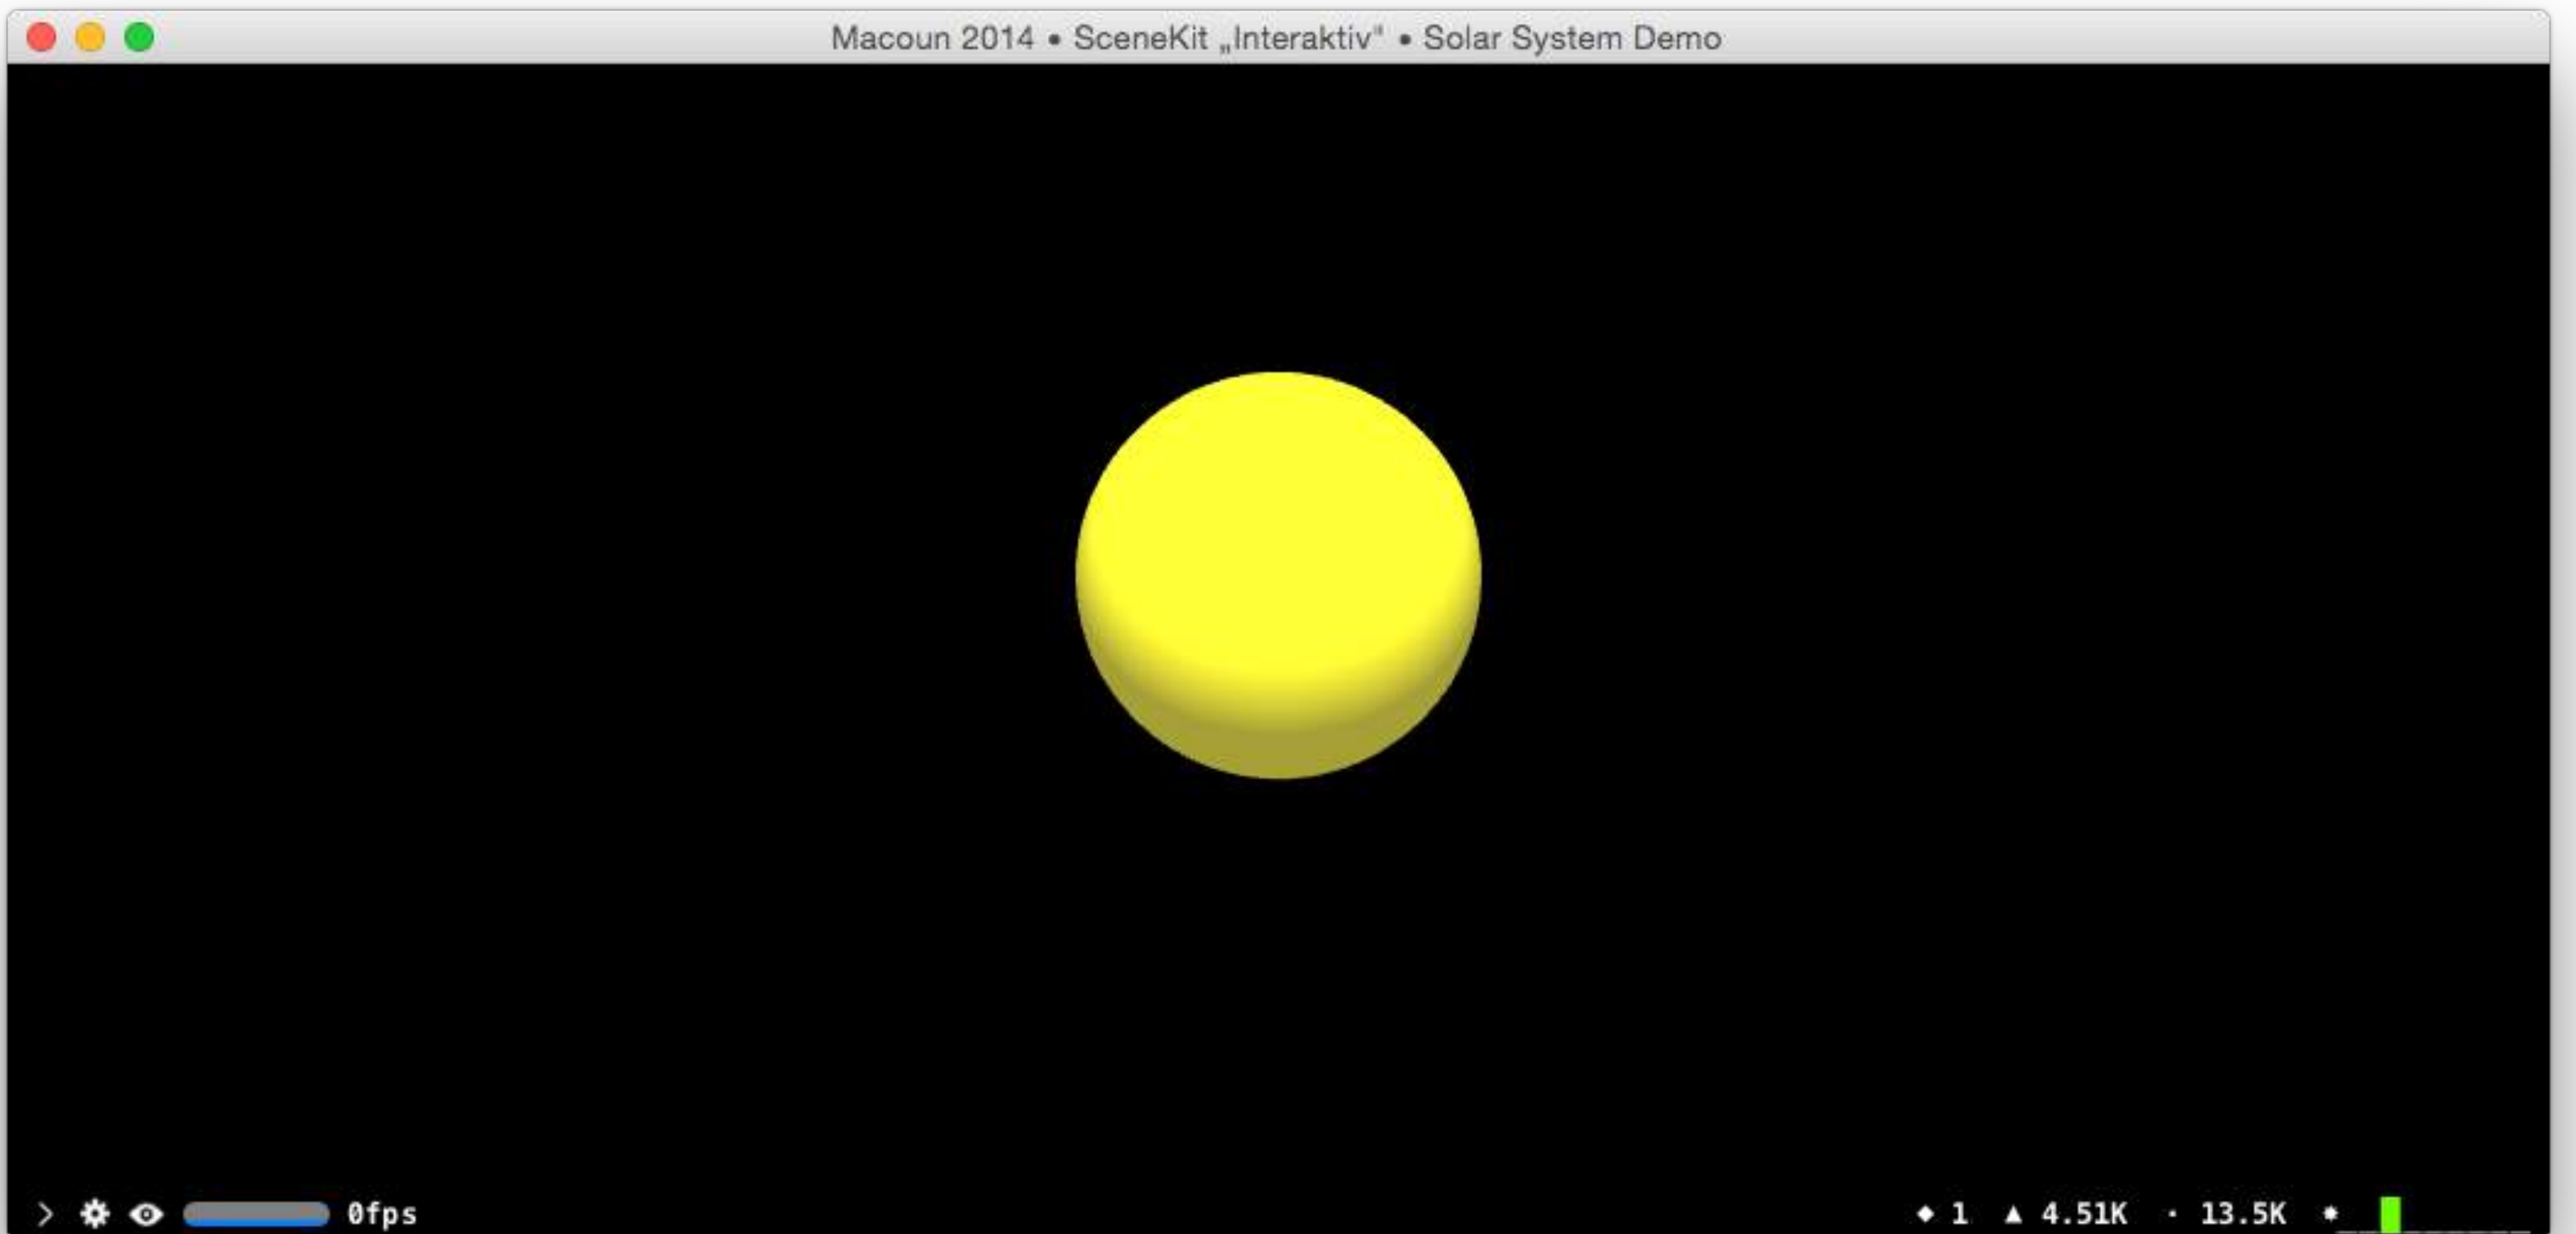 Macoun 2014 • SceneKit „Interaktiv" • Solar System Demo
0fps ◆ 1 ▲ 4.51K · 13.5K